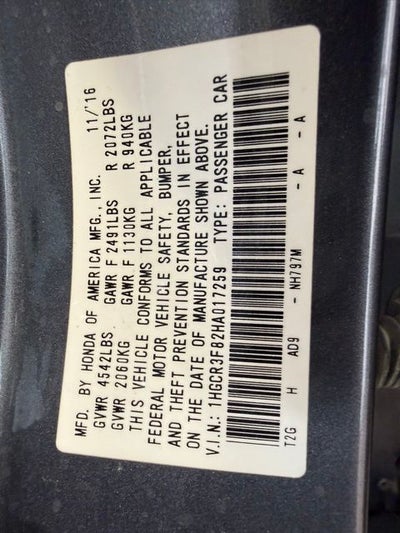 MFD. BY HONDA OF AMERICA MFG., INC. 11/'16
GVWR 4542LBS GAWR F 2491LBS R 2072LBS
GVWR 2060KG GAWR F 1130KG R 940KG
THIS VEHICLE CONFORMS TO ALL APPLICABLE
FEDERAL MOTOR VEHICLE SAFETY, BUMPER,
AND THEFT PREVENTION STANDARDS IN EFFECT
ON THE DATE OF MANUFACTURE SHOWN ABOVE.
V.I.N.: 1HGCR3F82HA017259 TYPE: PASSENGER CAR
T2G H AD9 - NH797M - A - A